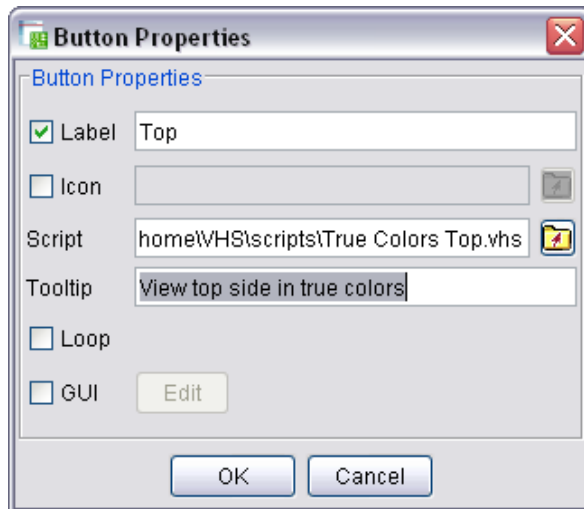 Button Properties
Button Properties
Label Top
Icon
Script home\VHS\scripts\True Colors Top.vhs
Tooltip View top side in true colors
Loop
GUI Edit
OK Cancel